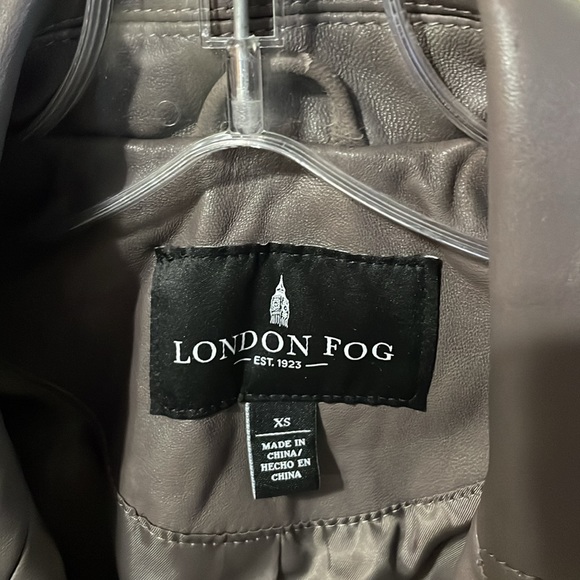 LONDON FOG
EST. 1923
XS
MADE IN
CHINA/
HECHO EN
CHINA